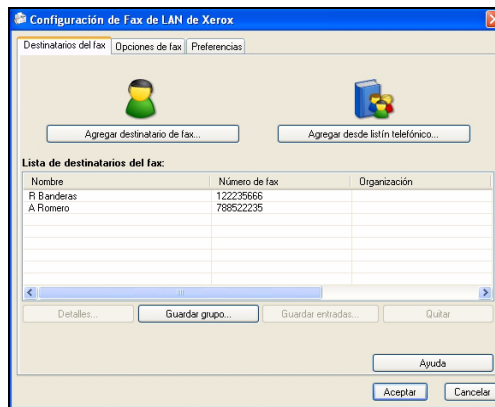 Configuración de Fax de LAN de Xerox
Destinatarios del fax Opciones de fax Preferencias
Agregar destinatario de fax... Agregar desde listín telefónico...
Lista de destinatarios del fax:
Nombre Número de fax Organización
R Banderas 122235666
A Romero 788522235
Detalles... Guardar grupo... Guardar entradas... Quitar
Ayuda
Aceptar Cancelar